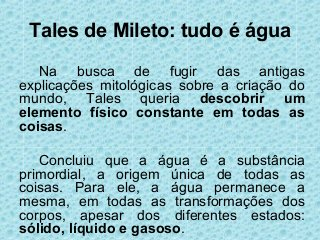 Tales de Mileto: tudo é água
Na busca de fugir das antigas
explicações mitológicas sobre a criação do
mundo, Tales queria descobrir um
elemento físico constante em todas as
coisas.
Concluiu que a água é a substância
primordial, a origem única de todas as
coisas. Para ele, a água permanece a
mesma, em todas as transformações dos
corpos, apesar dos diferentes estados:
sólido, líquido e gasoso.